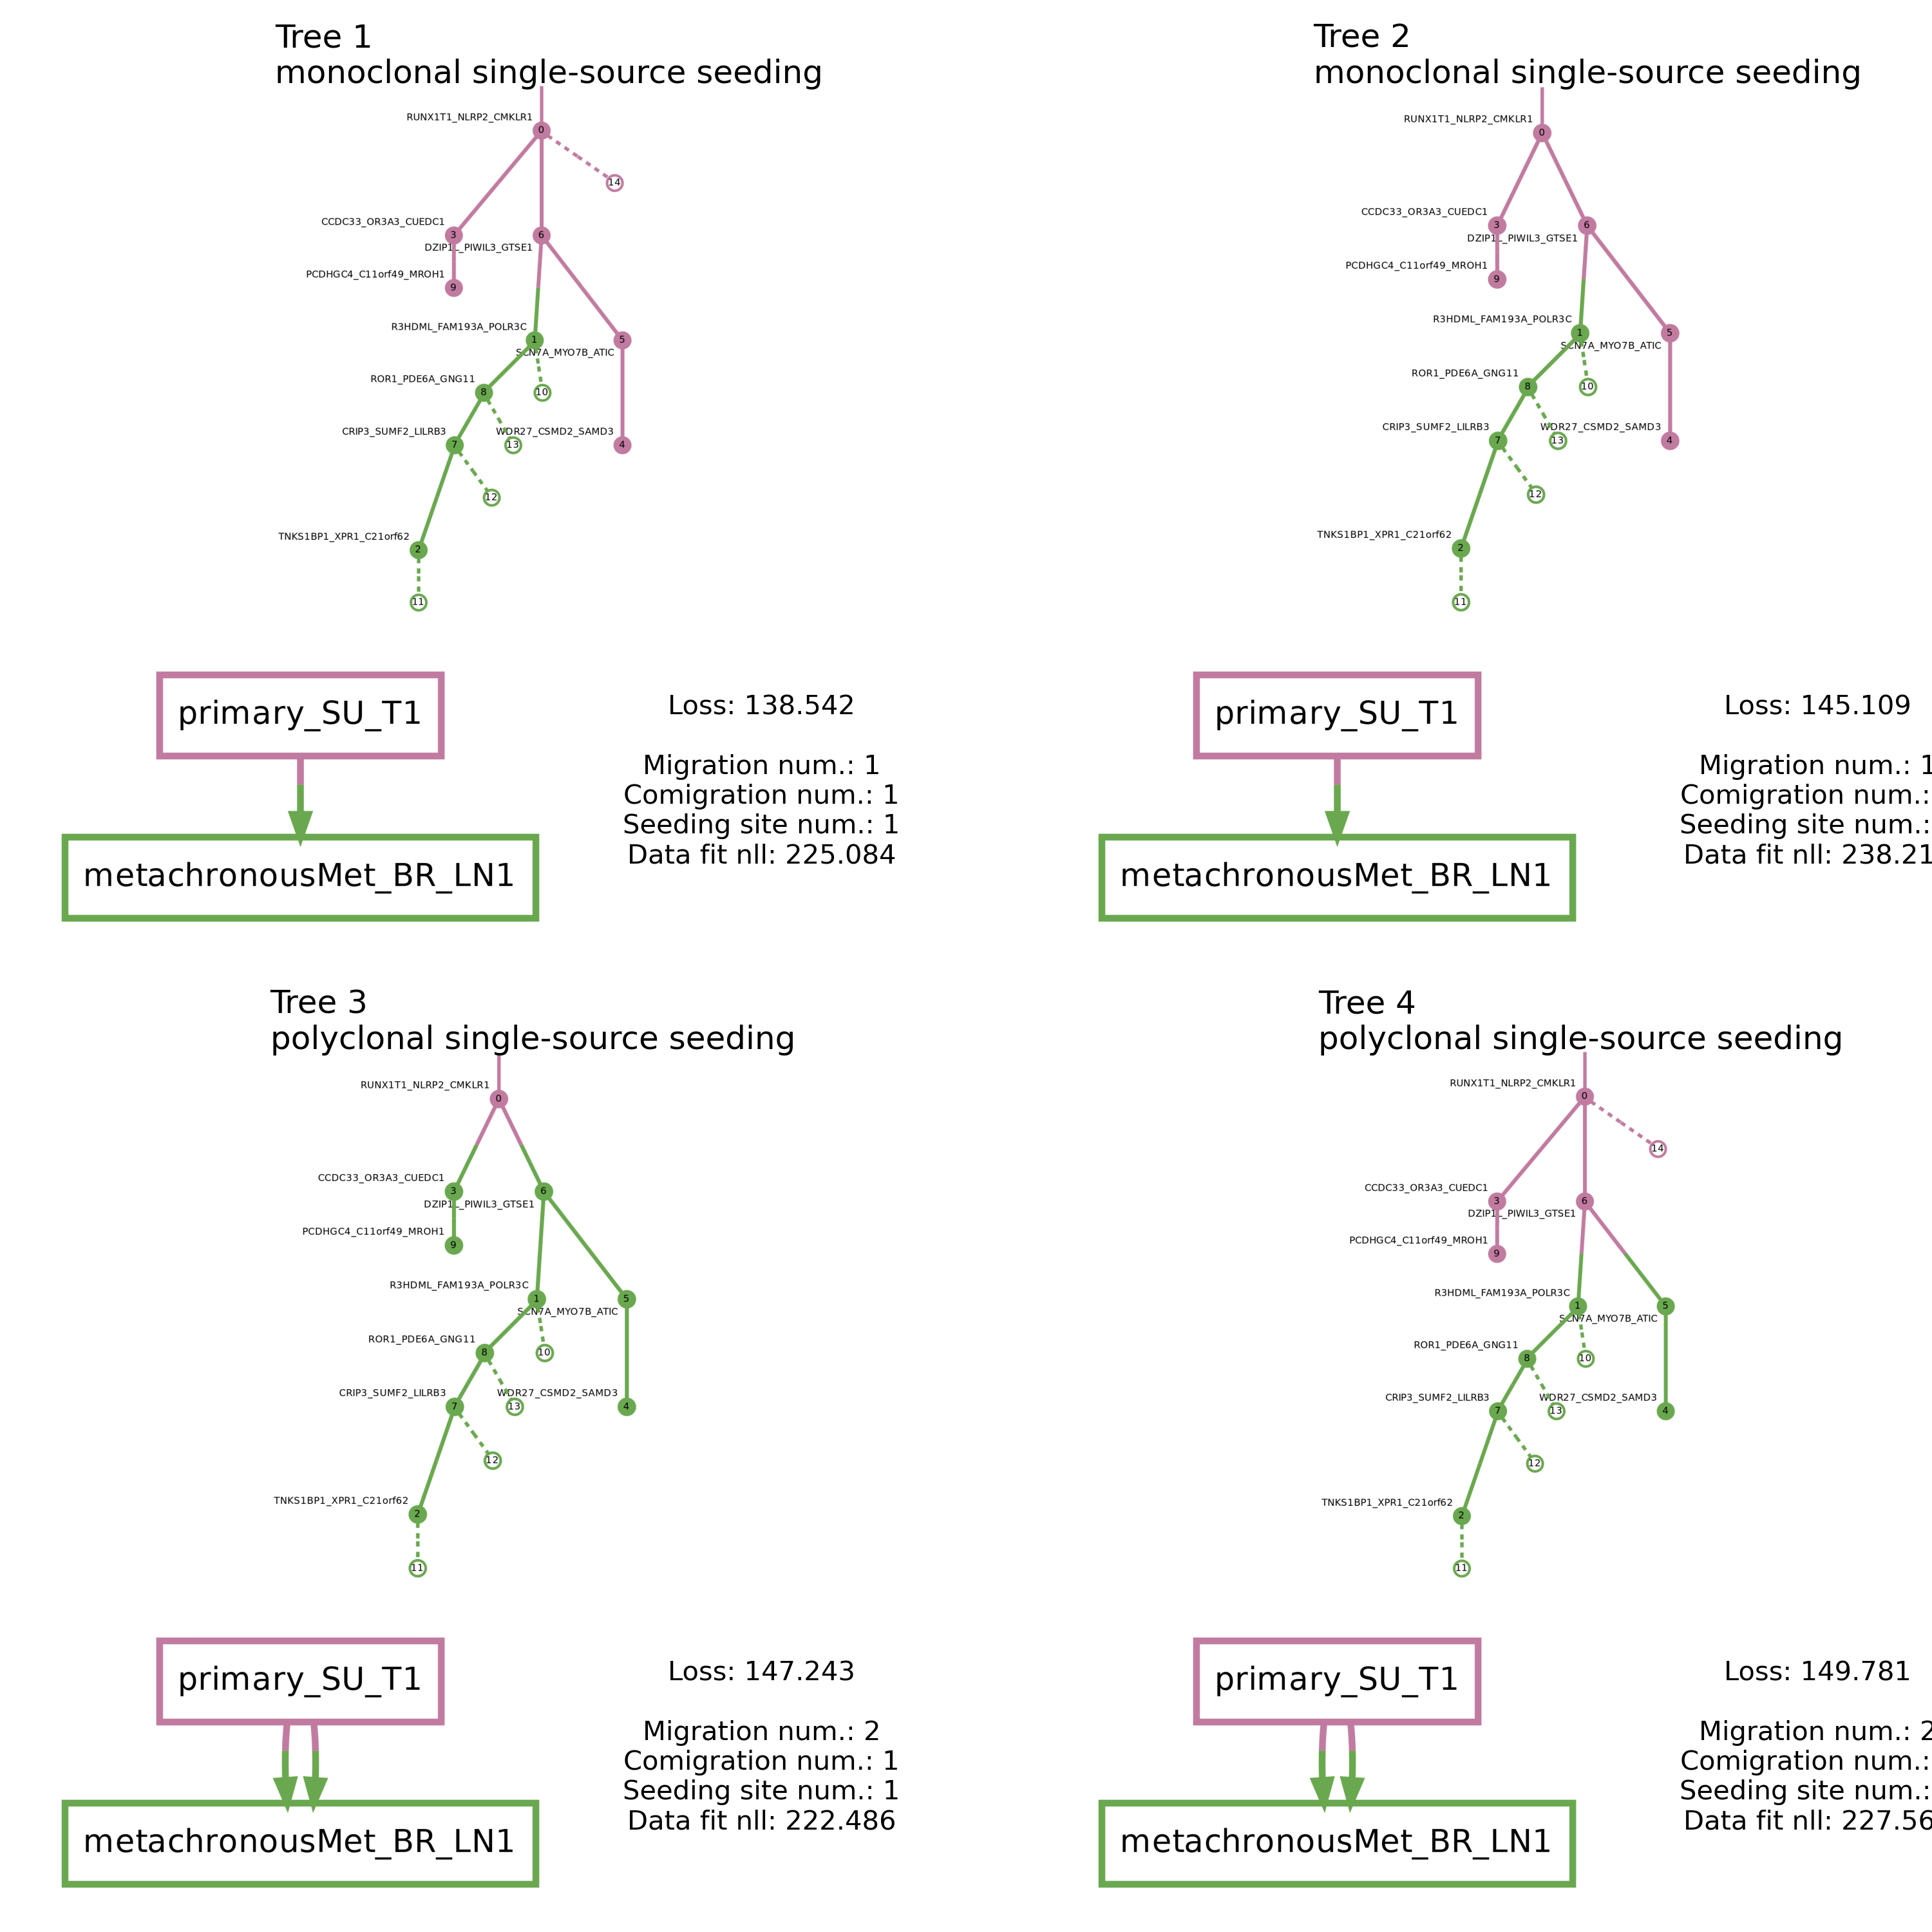 Tree 1
monoclonal single-source seeding
RUNX1T1_NLRP2_CMKLR1
0
14
CCDC33_OR3A3_CUEDC1
3
6
DZIP1L_PIWIL3_GTSE1
PCDHGC4_C11orf49_MROH1
9
R3HDML_FAM193A_POLR3C
1
5
SCN7A_MYO7B_ATIC
ROR1_PDE6A_GNG11
8
10
CRIP3_SUMF2_LILRB3
7
13
WDR27_CSMD2_SAMD3
4
12
TNKS1BP1_XPR1_C21orf62
2
11
primary_SU_T1
metachronousMet_BR_LN1
Loss: 138.542
Migration num.: 1
Comigration num.: 1
Seeding site num.: 1
Data fit nll: 225.084
Tree 2
monoclonal single-source seeding
RUNX1T1_NLRP2_CMKLR1
0
CCDC33_OR3A3_CUEDC1
3
6
DZIP1L_PIWIL3_GTSE1
PCDHGC4_C11orf49_MROH1
9
R3HDML_FAM193A_POLR3C
1
5
SCN7A_MYO7B_ATIC
ROR1_PDE6A_GNG11
8
10
CRIP3_SUMF2_LILRB3
7
13
WDR27_CSMD2_SAMD3
4
12
TNKS1BP1_XPR1_C21orf62
2
11
primary_SU_T1
metachronousMet_BR_LN1
Loss: 145.109
Migration num.: 1
Comigration num.:
Seeding site num.:
Data fit nll: 238.21
Tree 3
polyclonal single-source seeding
RUNX1T1_NLRP2_CMKLR1
0
CCDC33_OR3A3_CUEDC1
3
6
DZIP1L_PIWIL3_GTSE1
PCDHGC4_C11orf49_MROH1
9
R3HDML_FAM193A_POLR3C
1
5
SCN7A_MYO7B_ATIC
ROR1_PDE6A_GNG11
8
10
CRIP3_SUMF2_LILRB3
7
13
WDR27_CSMD2_SAMD3
4
12
TNKS1BP1_XPR1_C21orf62
2
11
primary_SU_T1
metachronousMet_BR_LN1
Loss: 147.243
Migration num.: 2
Comigration num.: 1
Seeding site num.: 1
Data fit nll: 222.486
Tree 4
polyclonal single-source seeding
RUNX1T1_NLRP2_CMKLR1
0
14
CCDC33_OR3A3_CUEDC1
3
6
DZIP1L_PIWIL3_GTSE1
PCDHGC4_C11orf49_MROH1
9
R3HDML_FAM193A_POLR3C
1
5
SCN7A_MYO7B_ATIC
ROR1_PDE6A_GNG11
8
10
CRIP3_SUMF2_LILRB3
7
13
WDR27_CSMD2_SAMD3
4
12
TNKS1BP1_XPR1_C21orf62
2
11
primary_SU_T1
metachronousMet_BR_LN1
Loss: 149.781
Migration num.: 2
Comigration num.:
Seeding site num.:
Data fit nll: 227.56